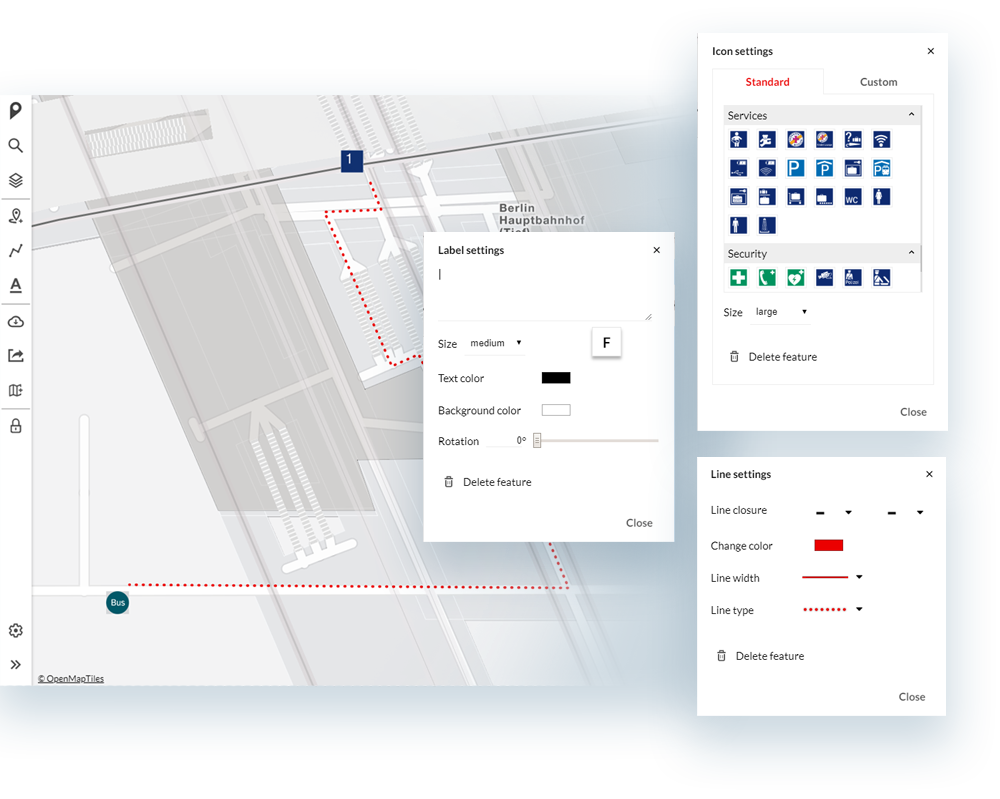 1
Berlin
Hauptbahnhof
(Tief)
Bus
© OpenMapTiles
Label settings
Size
medium
F
Text color
Background color
Rotation
0°
Delete feature
Close
Icon settings
Standard
Custom
Services
P
P
P
WC
Security
Size
large
Delete feature
Close
Line settings
Line closure
Change color
Line width
Line type
Delete feature
Close